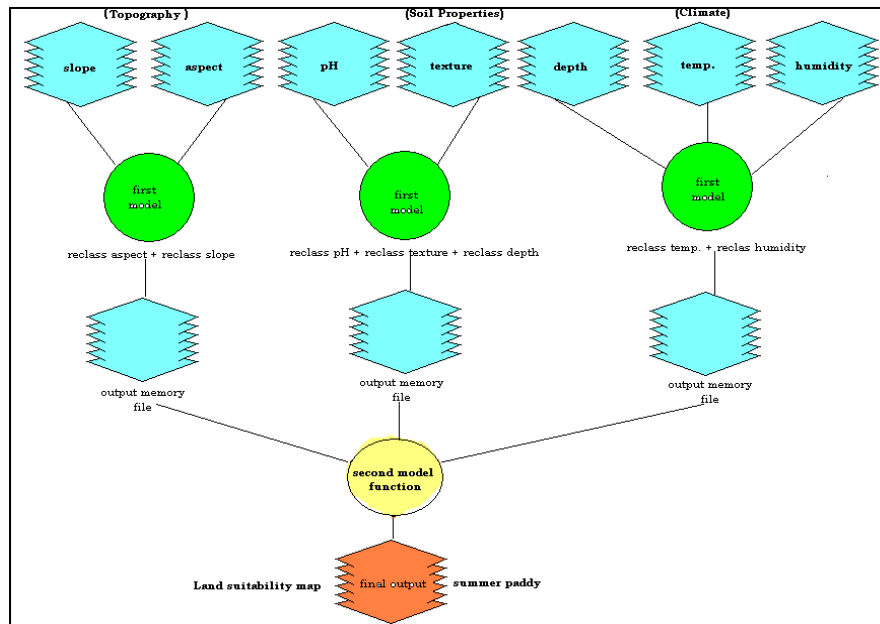 {Topography }
{Soil Properties}
{Climate}
slope
aspect
pH
texture
depth
temp.
humidity
first
model
first
model
first
model
reclass aspect + reclass slope
reclass pH + reclass texture + reclass depth
reclass temp. + reclas humidity
output memory
file
output memory
file
output memory
file
second model
function
Land suitability map
final output
summer paddy